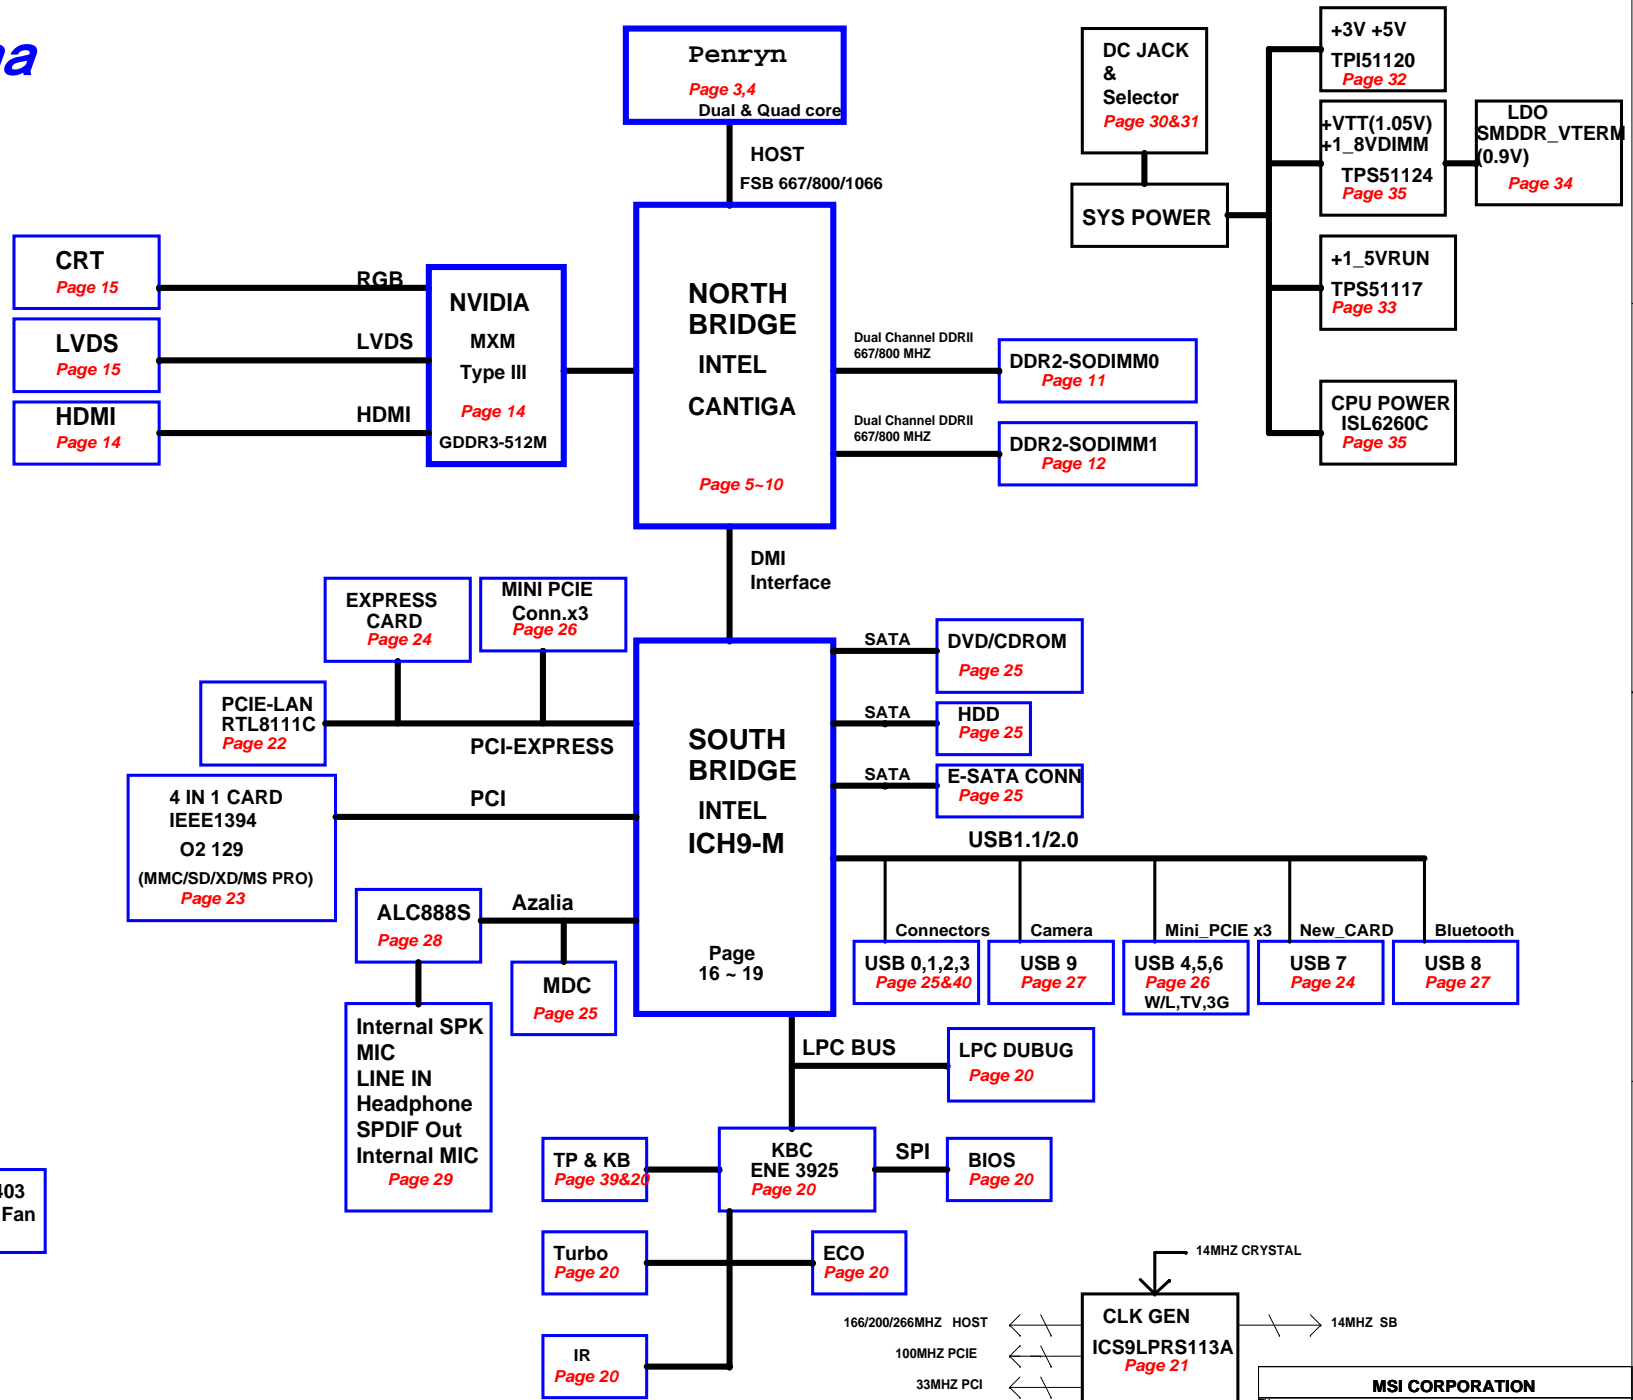 Penryn
Page 3,4
Dual & Quad core
HOST
FSB 667/800/1066
DC JACK
&
Selector
Page 30&31
SYS POWER
+3V +5V
TPI51120
Page 32
+VTT(1.05V)
+1_8VDIMM
TPS51124
Page 35
LDO
SMDDR_VTERM
(0.9V)
Page 34
+1_5VRUN
TPS51117
Page 33
CPU POWER
ISL6260C
Page 35
CRT
Page 15
RGB
LVDS
Page 15
LVDS
HDMI
Page 14
HDMI
NVIDIA
MXM
Type III
Page 14
GDDR3-512M
NORTH
BRIDGE
INTEL
CANTIGA
Page 5~10
Dual Channel DDRII
667/800 MHZ
DDR2-SODIMM0
Page 11
Dual Channel DDRII
667/800 MHZ
DDR2-SODIMM1
Page 12
DMI
Interface
EXPRESS
CARD
Page 24
MINI PCIE
Conn.x3
Page 26
PCIE-LAN
RTL8111C
Page 22
PCI-EXPRESS
4 IN 1 CARD
IEEE1394
O2 129
(MMC/SD/XD/MS PRO)
Page 23
PCI
SOUTH
BRIDGE
INTEL
ICH9-M
Page
16 ~ 19
SATA
DVD/CDROM
Page 25
SATA
HDD
Page 25
SATA
E-SATA CONN
Page 25
USB1.1/2.0
Connectors
USB 0,1,2,3
Page 25&40
Camera
USB 9
Page 27
Mini_PCIE x3
USB 4,5,6
Page 26
W/L,TV,3G
New_CARD
USB 7
Page 24
Bluetooth
USB 8
Page 27
ALC888S
Page 28
Azalia
MDC
Page 25
Internal SPK
MIC
LINE IN
Headphone
SPDIF Out
Internal MIC
Page 29
LPC BUS
LPC DUBUG
Page 20
TP & KB
Page 39&20
KBC
ENE 3925
Page 20
SPI
BIOS
Page 20
Turbo
Page 20
ECO
Page 20
IR
Page 20
403
Fan
14MHZ CRYSTAL
CLK GEN
ICS9LPRS113A
Page 21
166/200/266MHZ HOST
100MHZ PCIE
33MHZ PCI
14MHZ SB
MSI CORPORATION